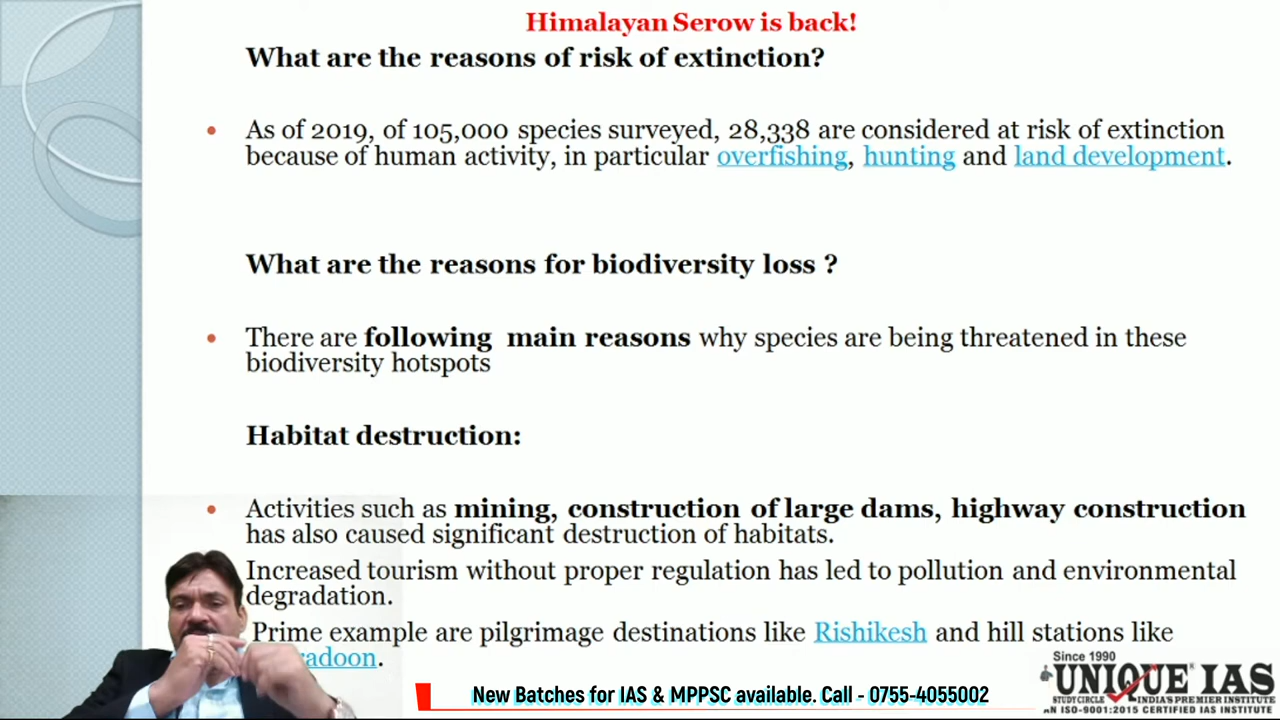 Himalayan Serow is back!
What are the reasons of risk of extinction?
As of 2019, of 105,000 species surveyed, 28,338 are considered at risk of extinction
because of human activity, in particular overfishing, hunting and land development.
What are the reasons for biodiversity loss ?
There are following main reasons why species are being threatened in these
biodiversity hotspots
Habitat destruction:
Activities such as mining, construction of large dams, highway construction
has also caused significant destruction of habitats.
Increased tourism without proper regulation has led to pollution and environmental
degradation.
Prime example are pilgrimage destinations like Rishikesh and hill stations like
radoon.
New Batches for IAS & MPPSC available. Call - 0755-4055002
Since 1990
UNIQUE IAS
STUDY CIRCLE INDIA'S PREMIER INSTITUTE
AN ISO-9001:2015 CERTIFIED IAS INSTITUTE